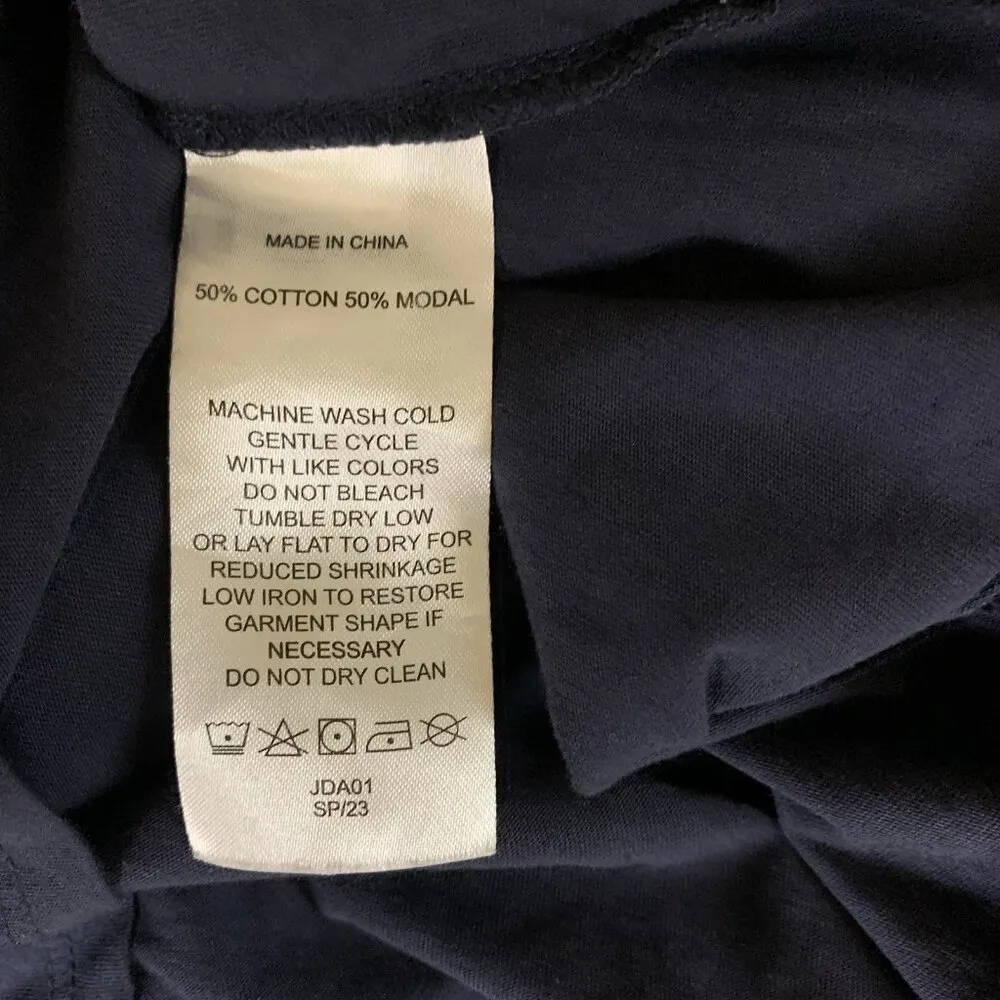 MADE IN CHINA
50% COTTON 50% MODAL
MACHINE WASH COLD
GENTLE CYCLE
WITH LIKE COLORS
DO NOT BLEACH
TUMBLE DRY LOW
OR LAY FLAT TO DRY FOR
REDUCED SHRINKAGE
LOW IRON TO RESTORE
GARMENT SHAPE IF
NECESSARY
DO NOT DRY CLEAN
JDA01
SP/23